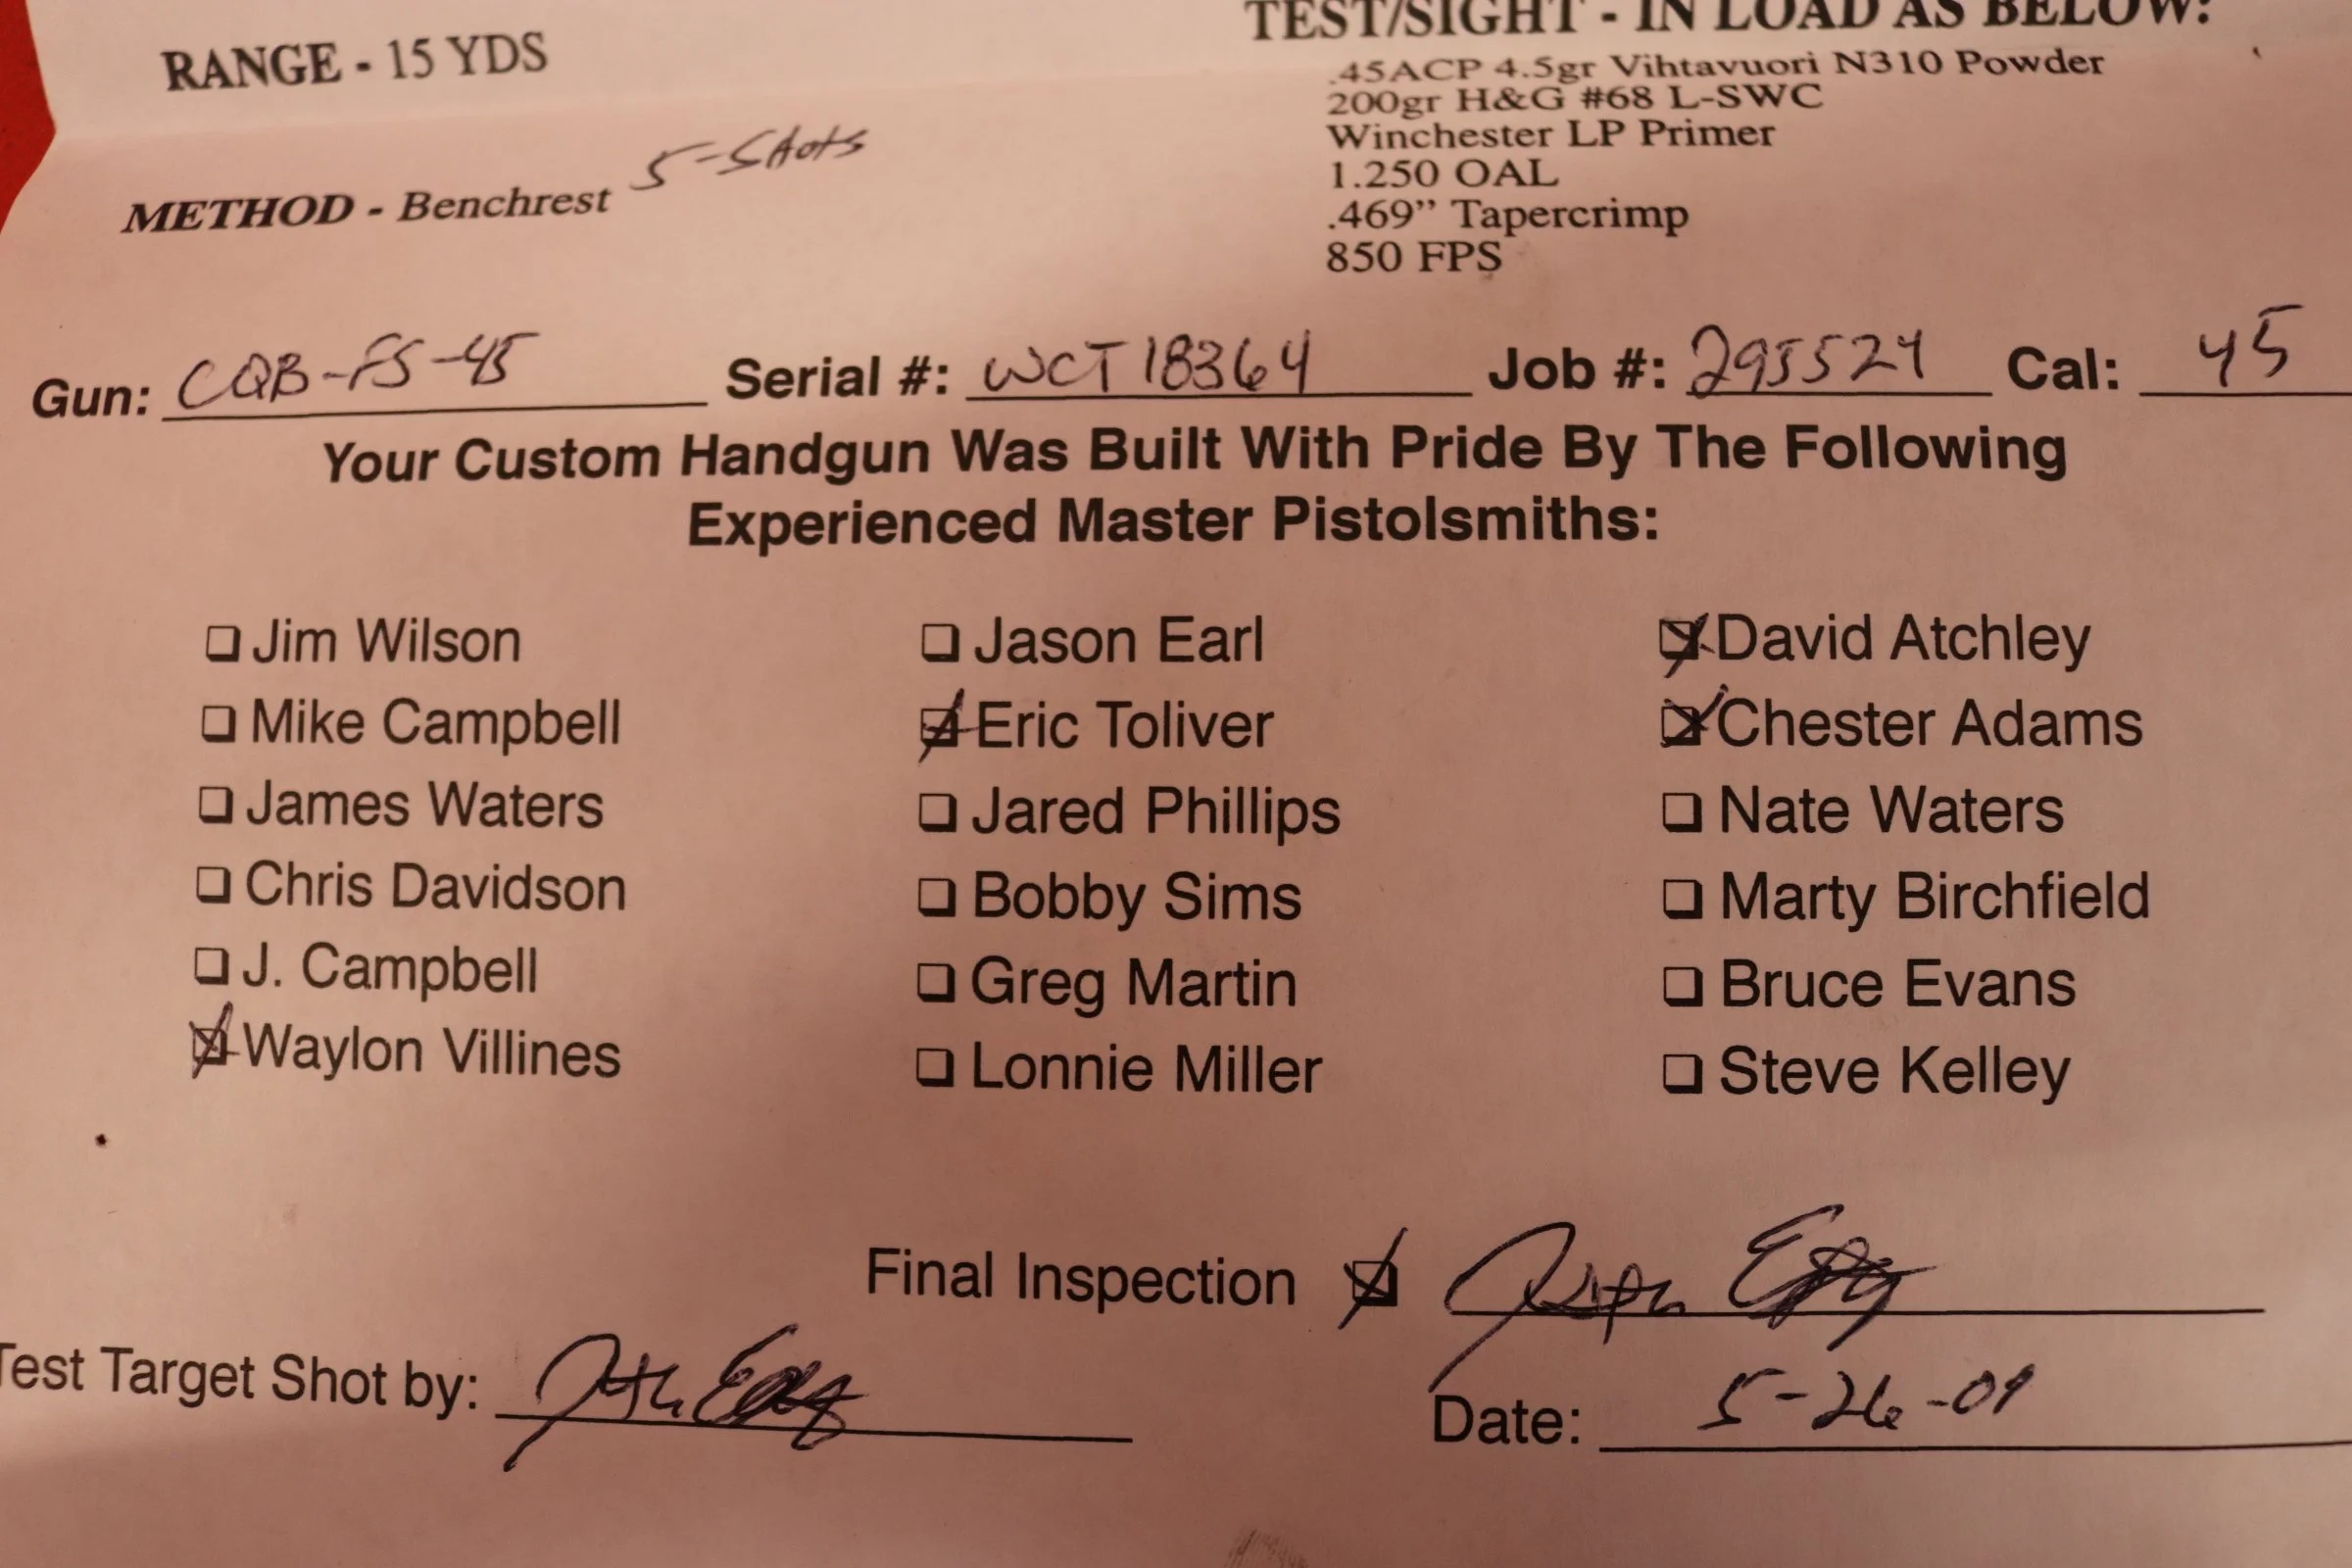 TEST/SIGHT - IN LOAD AS BELOW:
RANGE - 15 YDS
.45ACP 4.5gr Vihtavuori N310 Powder
200gr H&G #68 L-SWC
Winchester LP Primer
1.250 OAL
.469” Tapercrimp
850 FPS
METHOD - Benchrest 5-Shots
Gun: CQB-FS-45 Serial #: WCT18364 Job #: 295524 Cal: 45
Your Custom Handgun Was Built With Pride By The Following
Experienced Master Pistolsmiths:
Jim Wilson
Mike Campbell
James Waters
Chris Davidson
J. Campbell
Waylon Villines
Jason Earl
Eric Toliver
Jared Phillips
Bobby Sims
Greg Martin
Lonnie Miller
David Atchley
Chester Adams
Nate Waters
Marty Birchfield
Bruce Evans
Steve Kelley
Final Inspection
Test Target Shot by:
Date: 5-26-09